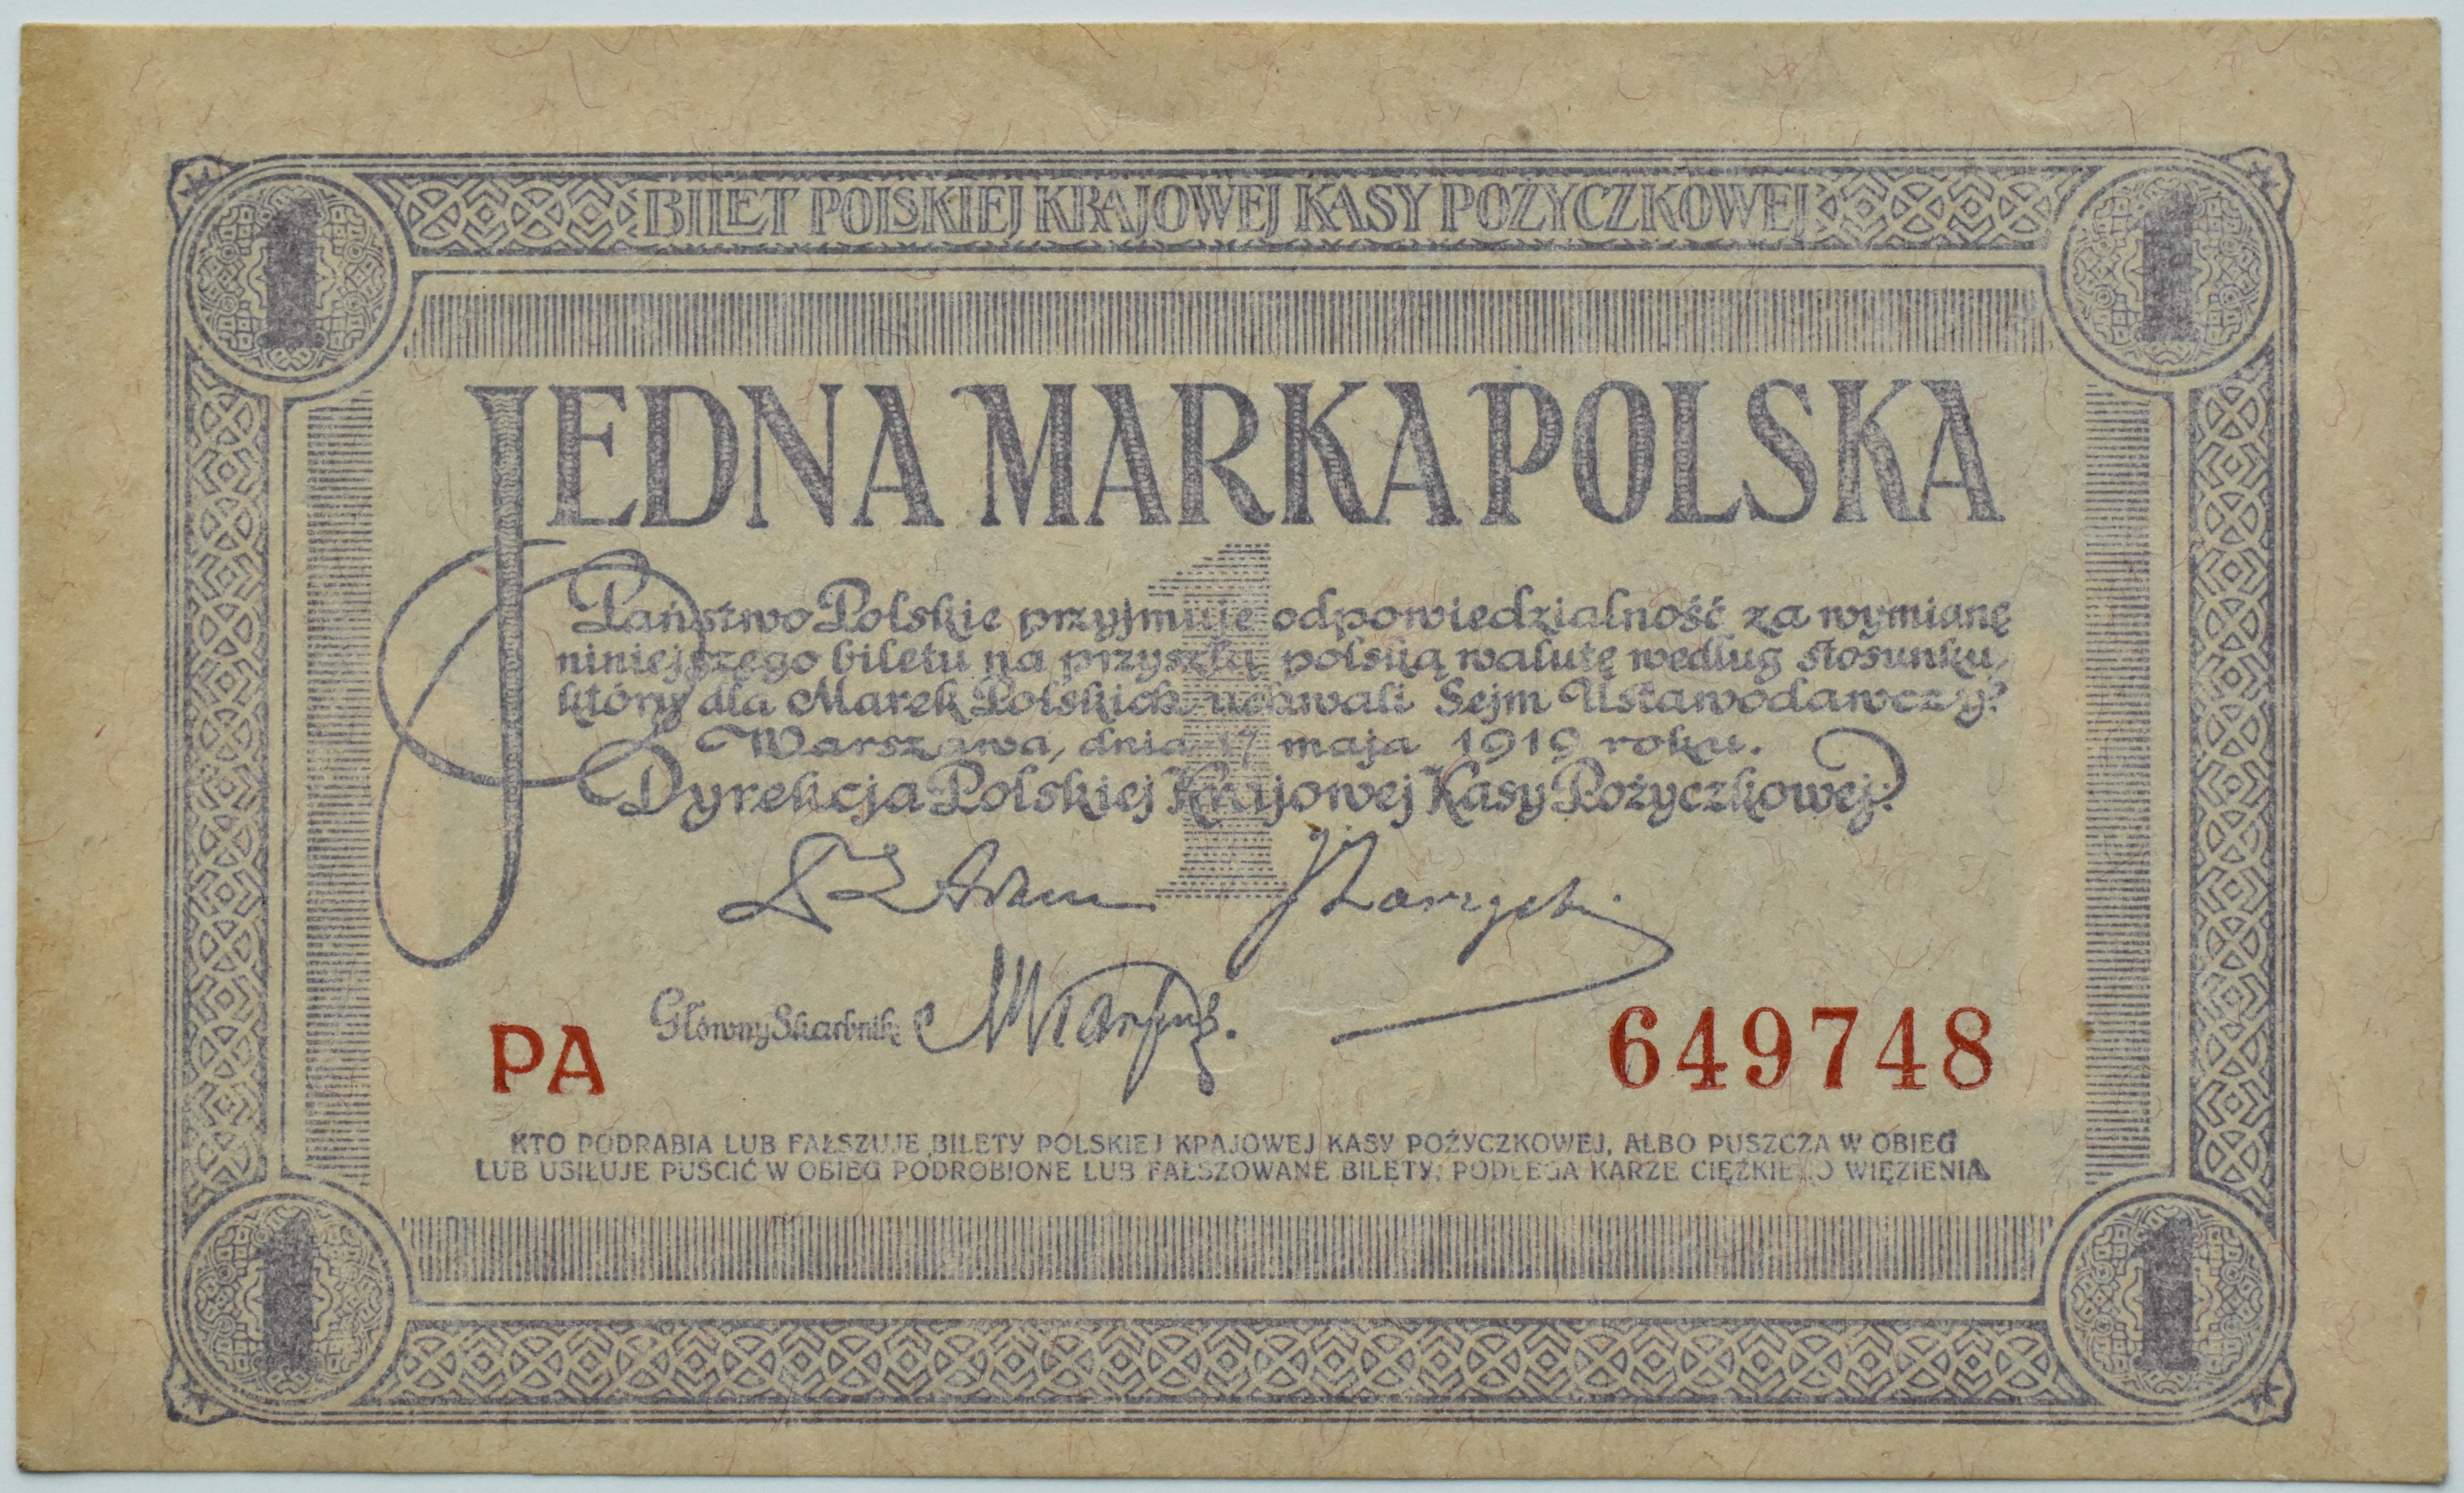 BILET POLSKIEJ KRAJOWEJ KASY POŻYCZKOWEJ
1 1
JEDNA MARKA POLSKA
1
Państwo Polskie przyjmuje odpowiedzialność za wymianę
niniejszego biletu na przyszłą polską walutę według stosunku,
który dla Marek Polskich uchwali Sejm Ustawodawczy.
Warszawa, dnia 17 maja 1919 roku.
Dyrekcja Polskiej Krajowej Kasy Pożyczkowej:
Główny Skarbnik
PA 649748
KTO PODRABIA LUB FAŁSZUJE BILETY POLSKIEJ KRAJOWEJ KASY POŻYCZKOWEJ, ALBO PUSZCZA W OBIEG
LUB USIŁUJE PUŚCIĆ W OBIEG PODROBIONE LUB FAŁSZOWANE BILETY, PODLEGA KARZE CIĘŻKIEGO WIĘZIENIA.
1 1